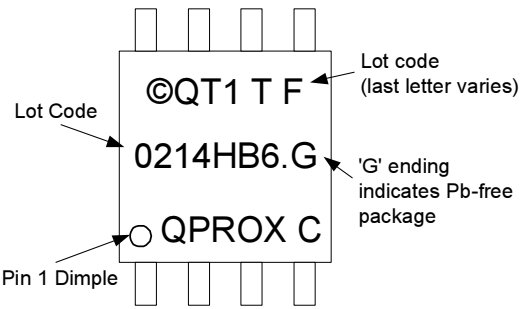 ©QT1 T F
Lot code
(last letter varies)
Lot Code
0214HB6.G
'G' ending
indicates Pb-free
package
QPROX C
Pin 1 Dimple